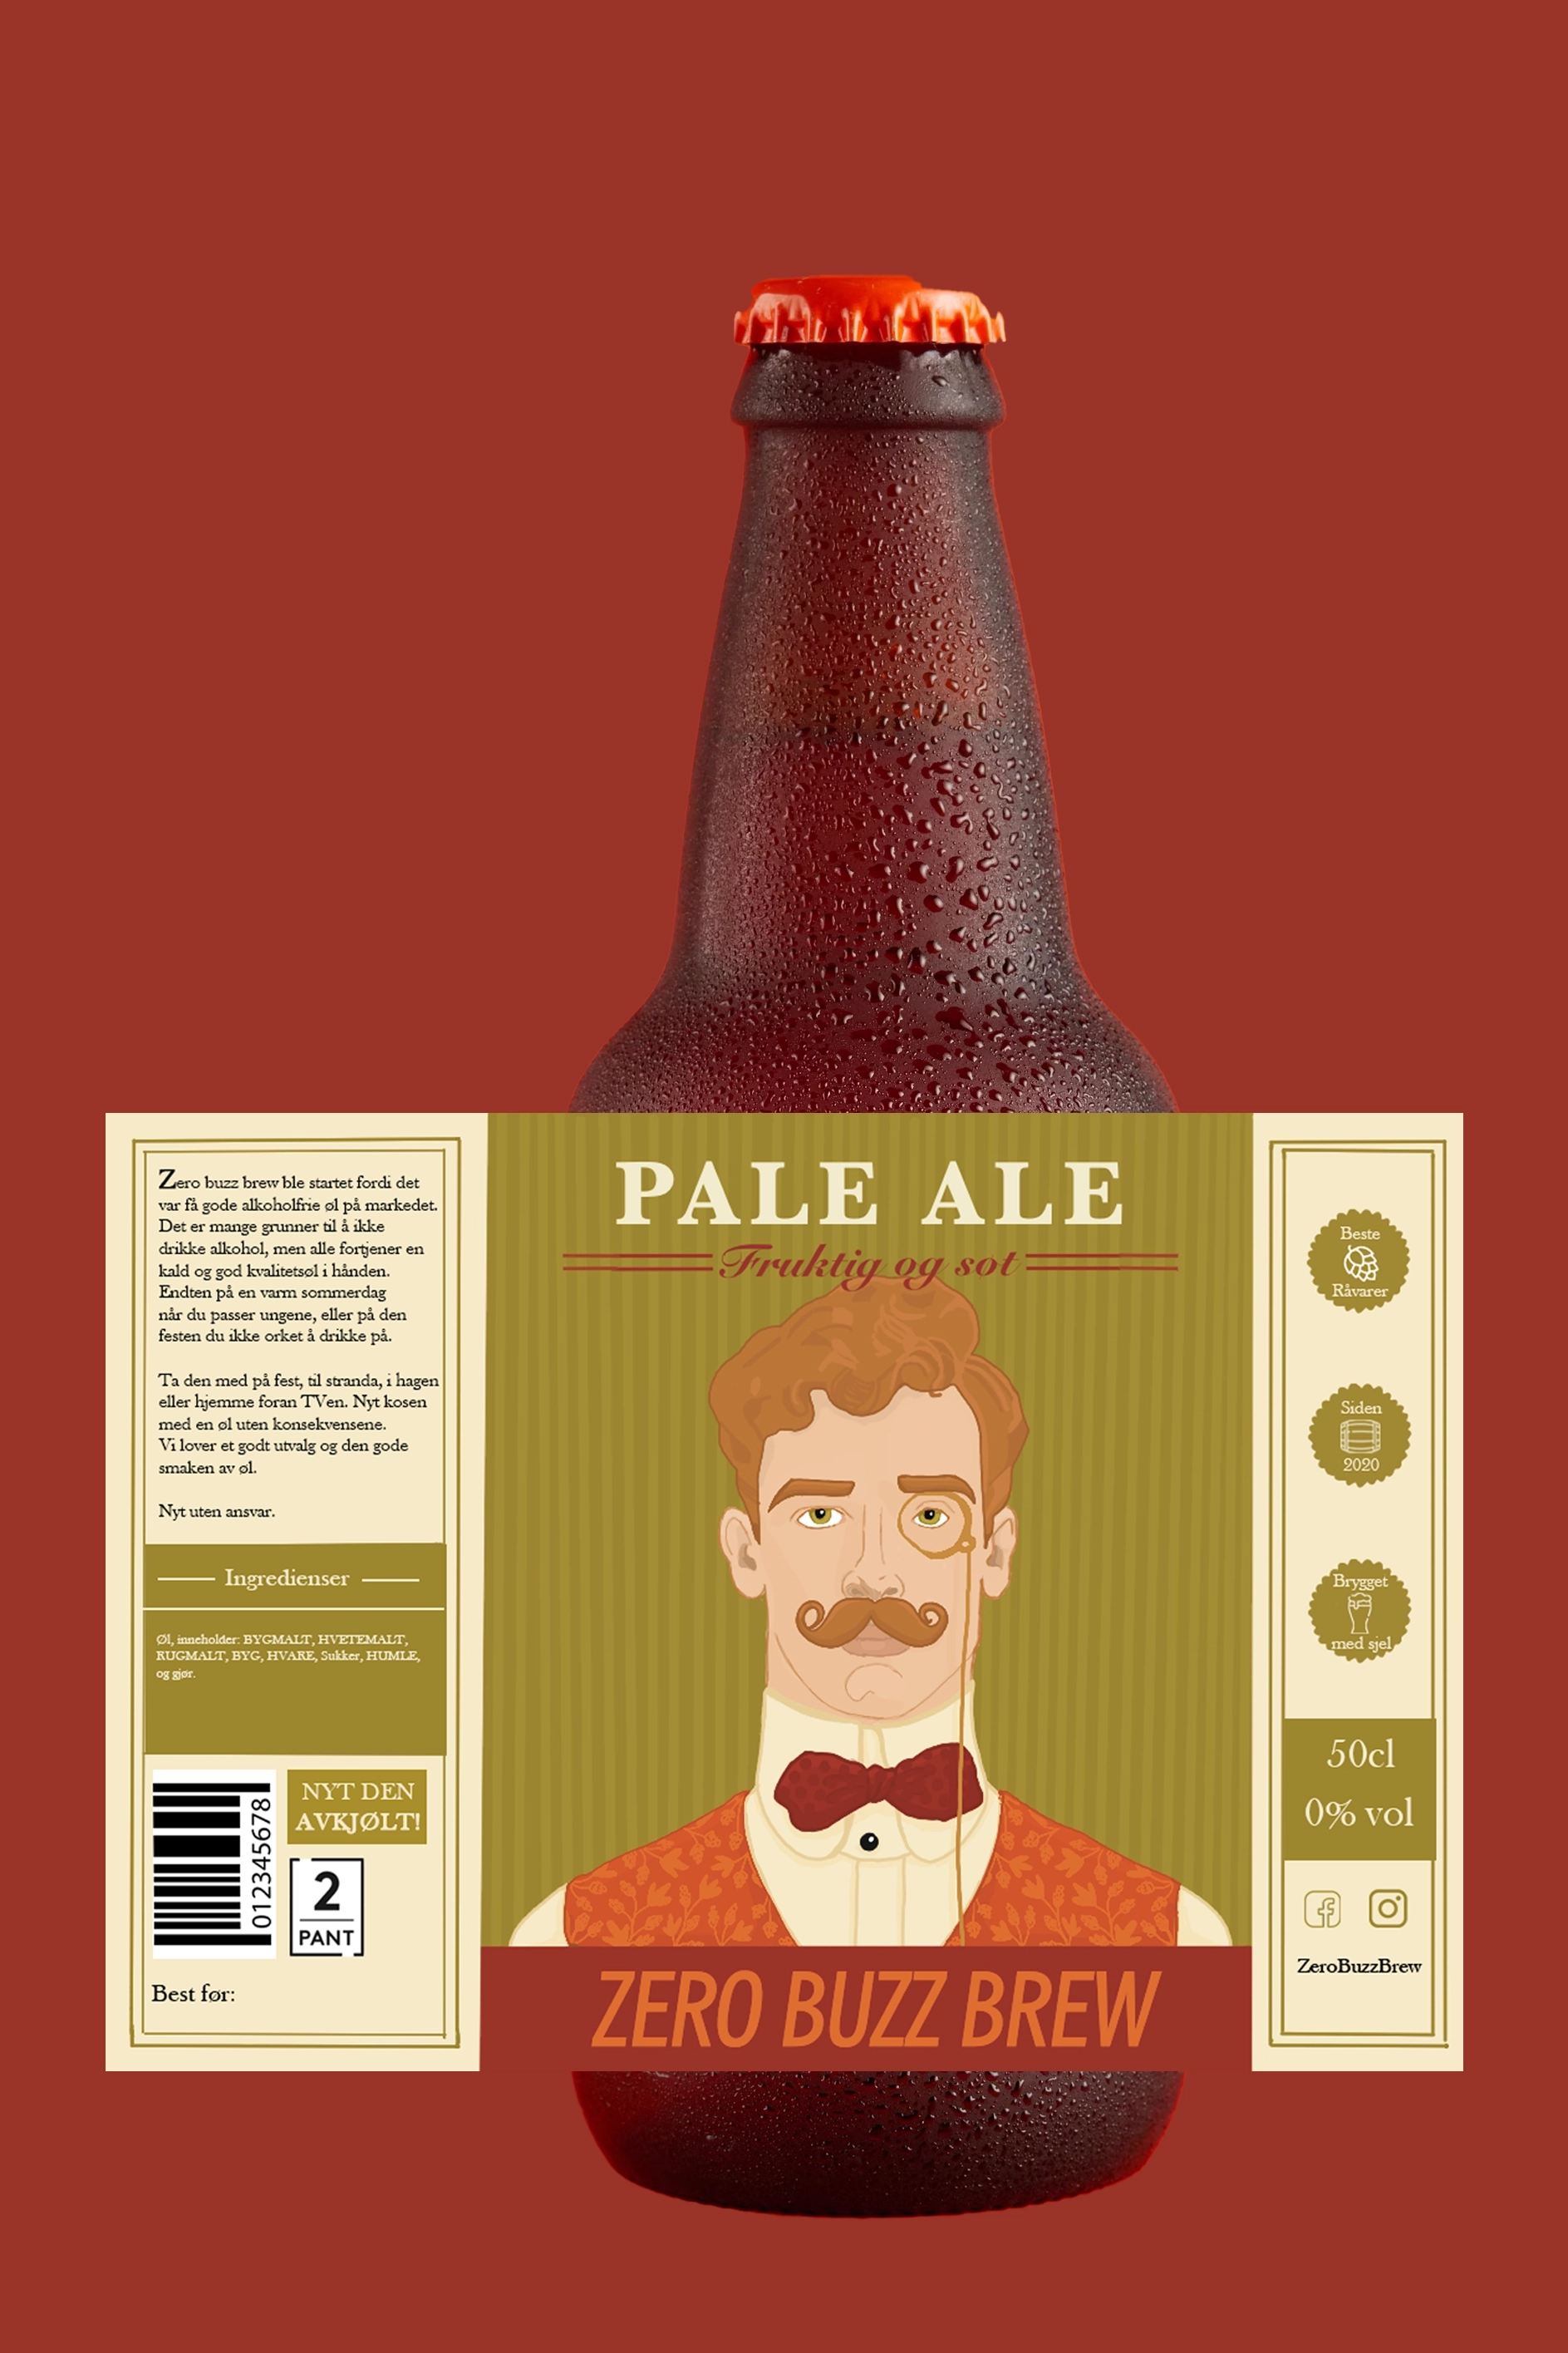 Zero buzz brew ble startet fordi det
var få gode alkoholfrie øl på markedet.
Det er mange grunner til å ikke
drikke alkohol, men alle fortjener en
kald og god kvalitetsøl i hånden.
Endten på en varm sommerdag
når du passer ungene, eller på den
festen du ikke orket å drikke på.
Ta den med på fest, til stranda, i hagen
eller hjemme foran TVen. Nyt kosen
med en øl uten konsekvensene.
Vi lover et godt utvalg og den gode
smaken av øl.
Nyt uten ansvar.
Ingredienser
Øl, inneholder: BYGMALT, HVETEMALT,
RUGMALT, BYG, HVARE, Sukker, HUMLE,
og gjør.
012345678
NYT DEN
AVKJØLT!
2
PANT
Best før:
PALE ALE
Fruktig og søt
ZERO BUZZ BREW
Beste
Råvarer
Siden
2020
Brygget
med sjel
50cl
0% vol
ZeroBuzzBrew